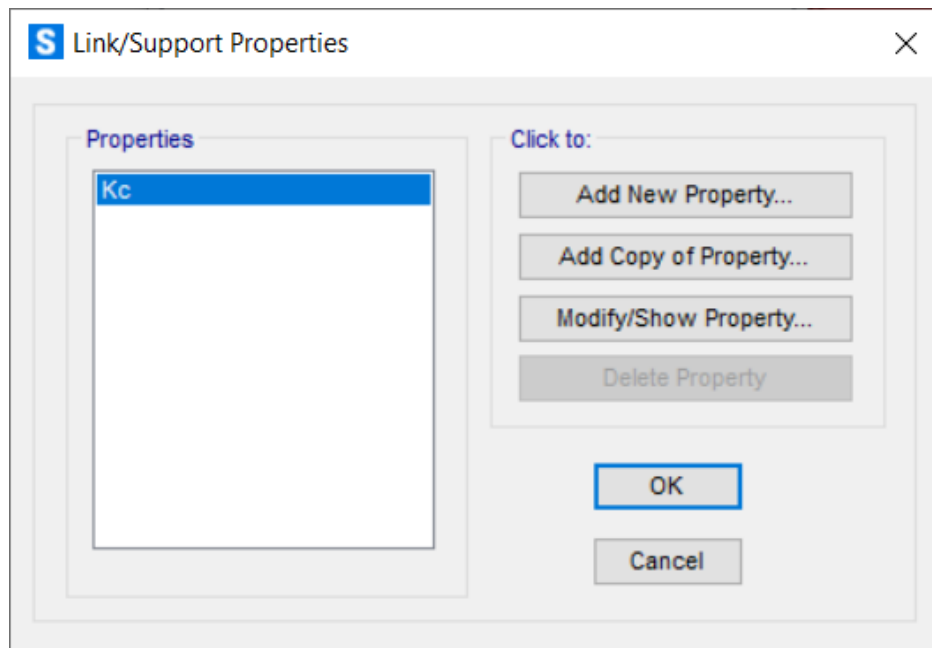 S Link/Support Properties
Properties
Kc
Click to:
Add New Property...
Add Copy of Property...
Modify/Show Property...
Delete Property
OK
Cancel